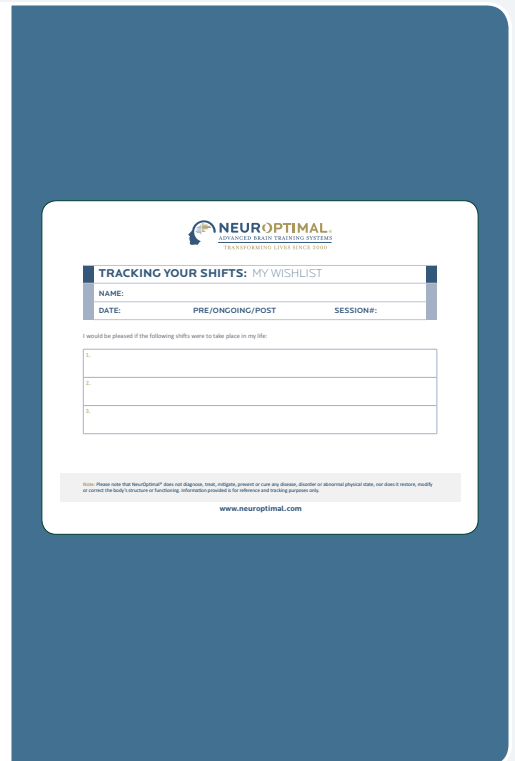 NEUROPTIMAL®
ADVANCED BRAIN TRAINING SYSTEMS
TRANSFORMING LIVES SINCE 2000
TRACKING YOUR SHIFTS: MY WISHLIST
NAME:
DATE: PRE/ONGOING/POST SESSION#:
I would be pleased if the following shifts were to take place in my life:
1.
2.
3.
Note: Please note that NeurOptimal® does not diagnose, treat, mitigate, prevent or cure any disease, disorder or abnormal physical state, nor does it restore, modify
or correct the body's structure or functioning. Information provided is for reference and tracking purposes only.
www.neuroptimal.com